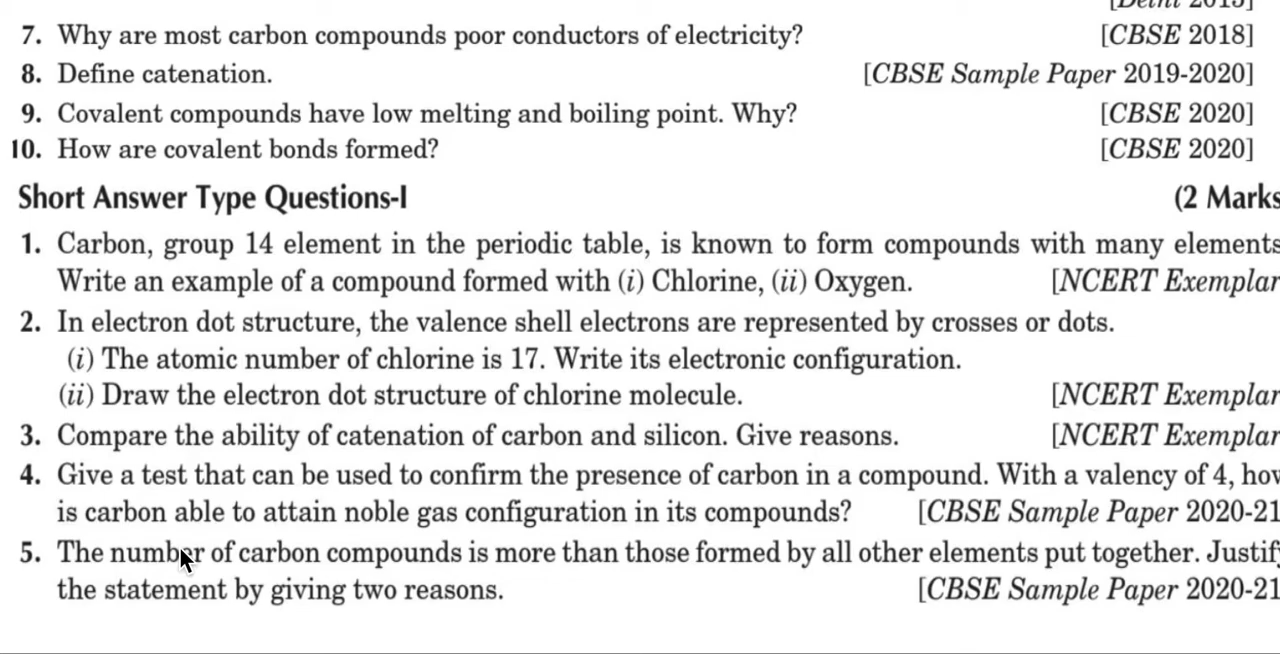 [Delhi 2015]
7. Why are most carbon compounds poor conductors of electricity? [CBSE 2018]
8. Define catenation. [CBSE Sample Paper 2019-2020]
9. Covalent compounds have low melting and boiling point. Why? [CBSE 2020]
10. How are covalent bonds formed? [CBSE 2020]
Short Answer Type Questions-I (2 Marks
1. Carbon, group 14 element in the periodic table, is known to form compounds with many elements
Write an example of a compound formed with (i) Chlorine, (ii) Oxygen. [NCERT Exemplar
2. In electron dot structure, the valence shell electrons are represented by crosses or dots.
(i) The atomic number of chlorine is 17. Write its electronic configuration.
(ii) Draw the electron dot structure of chlorine molecule. [NCERT Exemplar
3. Compare the ability of catenation of carbon and silicon. Give reasons. [NCERT Exemplar
4. Give a test that can be used to confirm the presence of carbon in a compound. With a valency of 4, how
is carbon able to attain noble gas configuration in its compounds? [CBSE Sample Paper 2020-21
5. The number of carbon compounds is more than those formed by all other elements put together. Justify
the statement by giving two reasons. [CBSE Sample Paper 2020-21